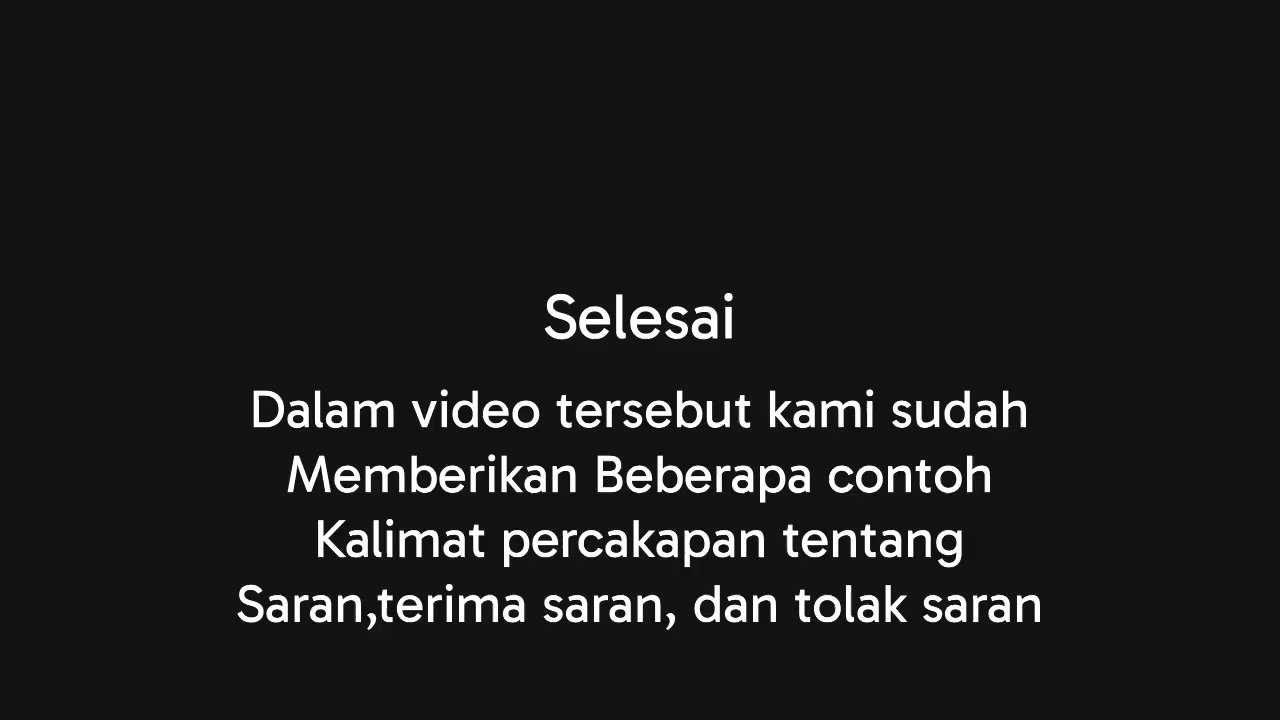 Selesai
Dalam video tersebut kami sudah
Memberikan Beberapa contoh
Kalimat percakapan tentang
Saran,terima saran, dan tolak saran